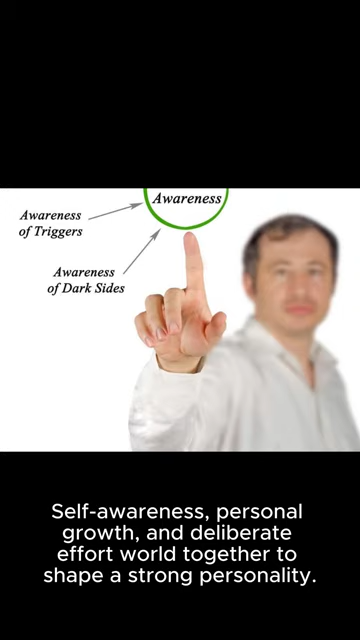 Awareness
Awareness
of Triggers
Awareness
of Dark Sides
Self-awareness, personal
growth, and deliberate
effort world together to
shape a strong personality.